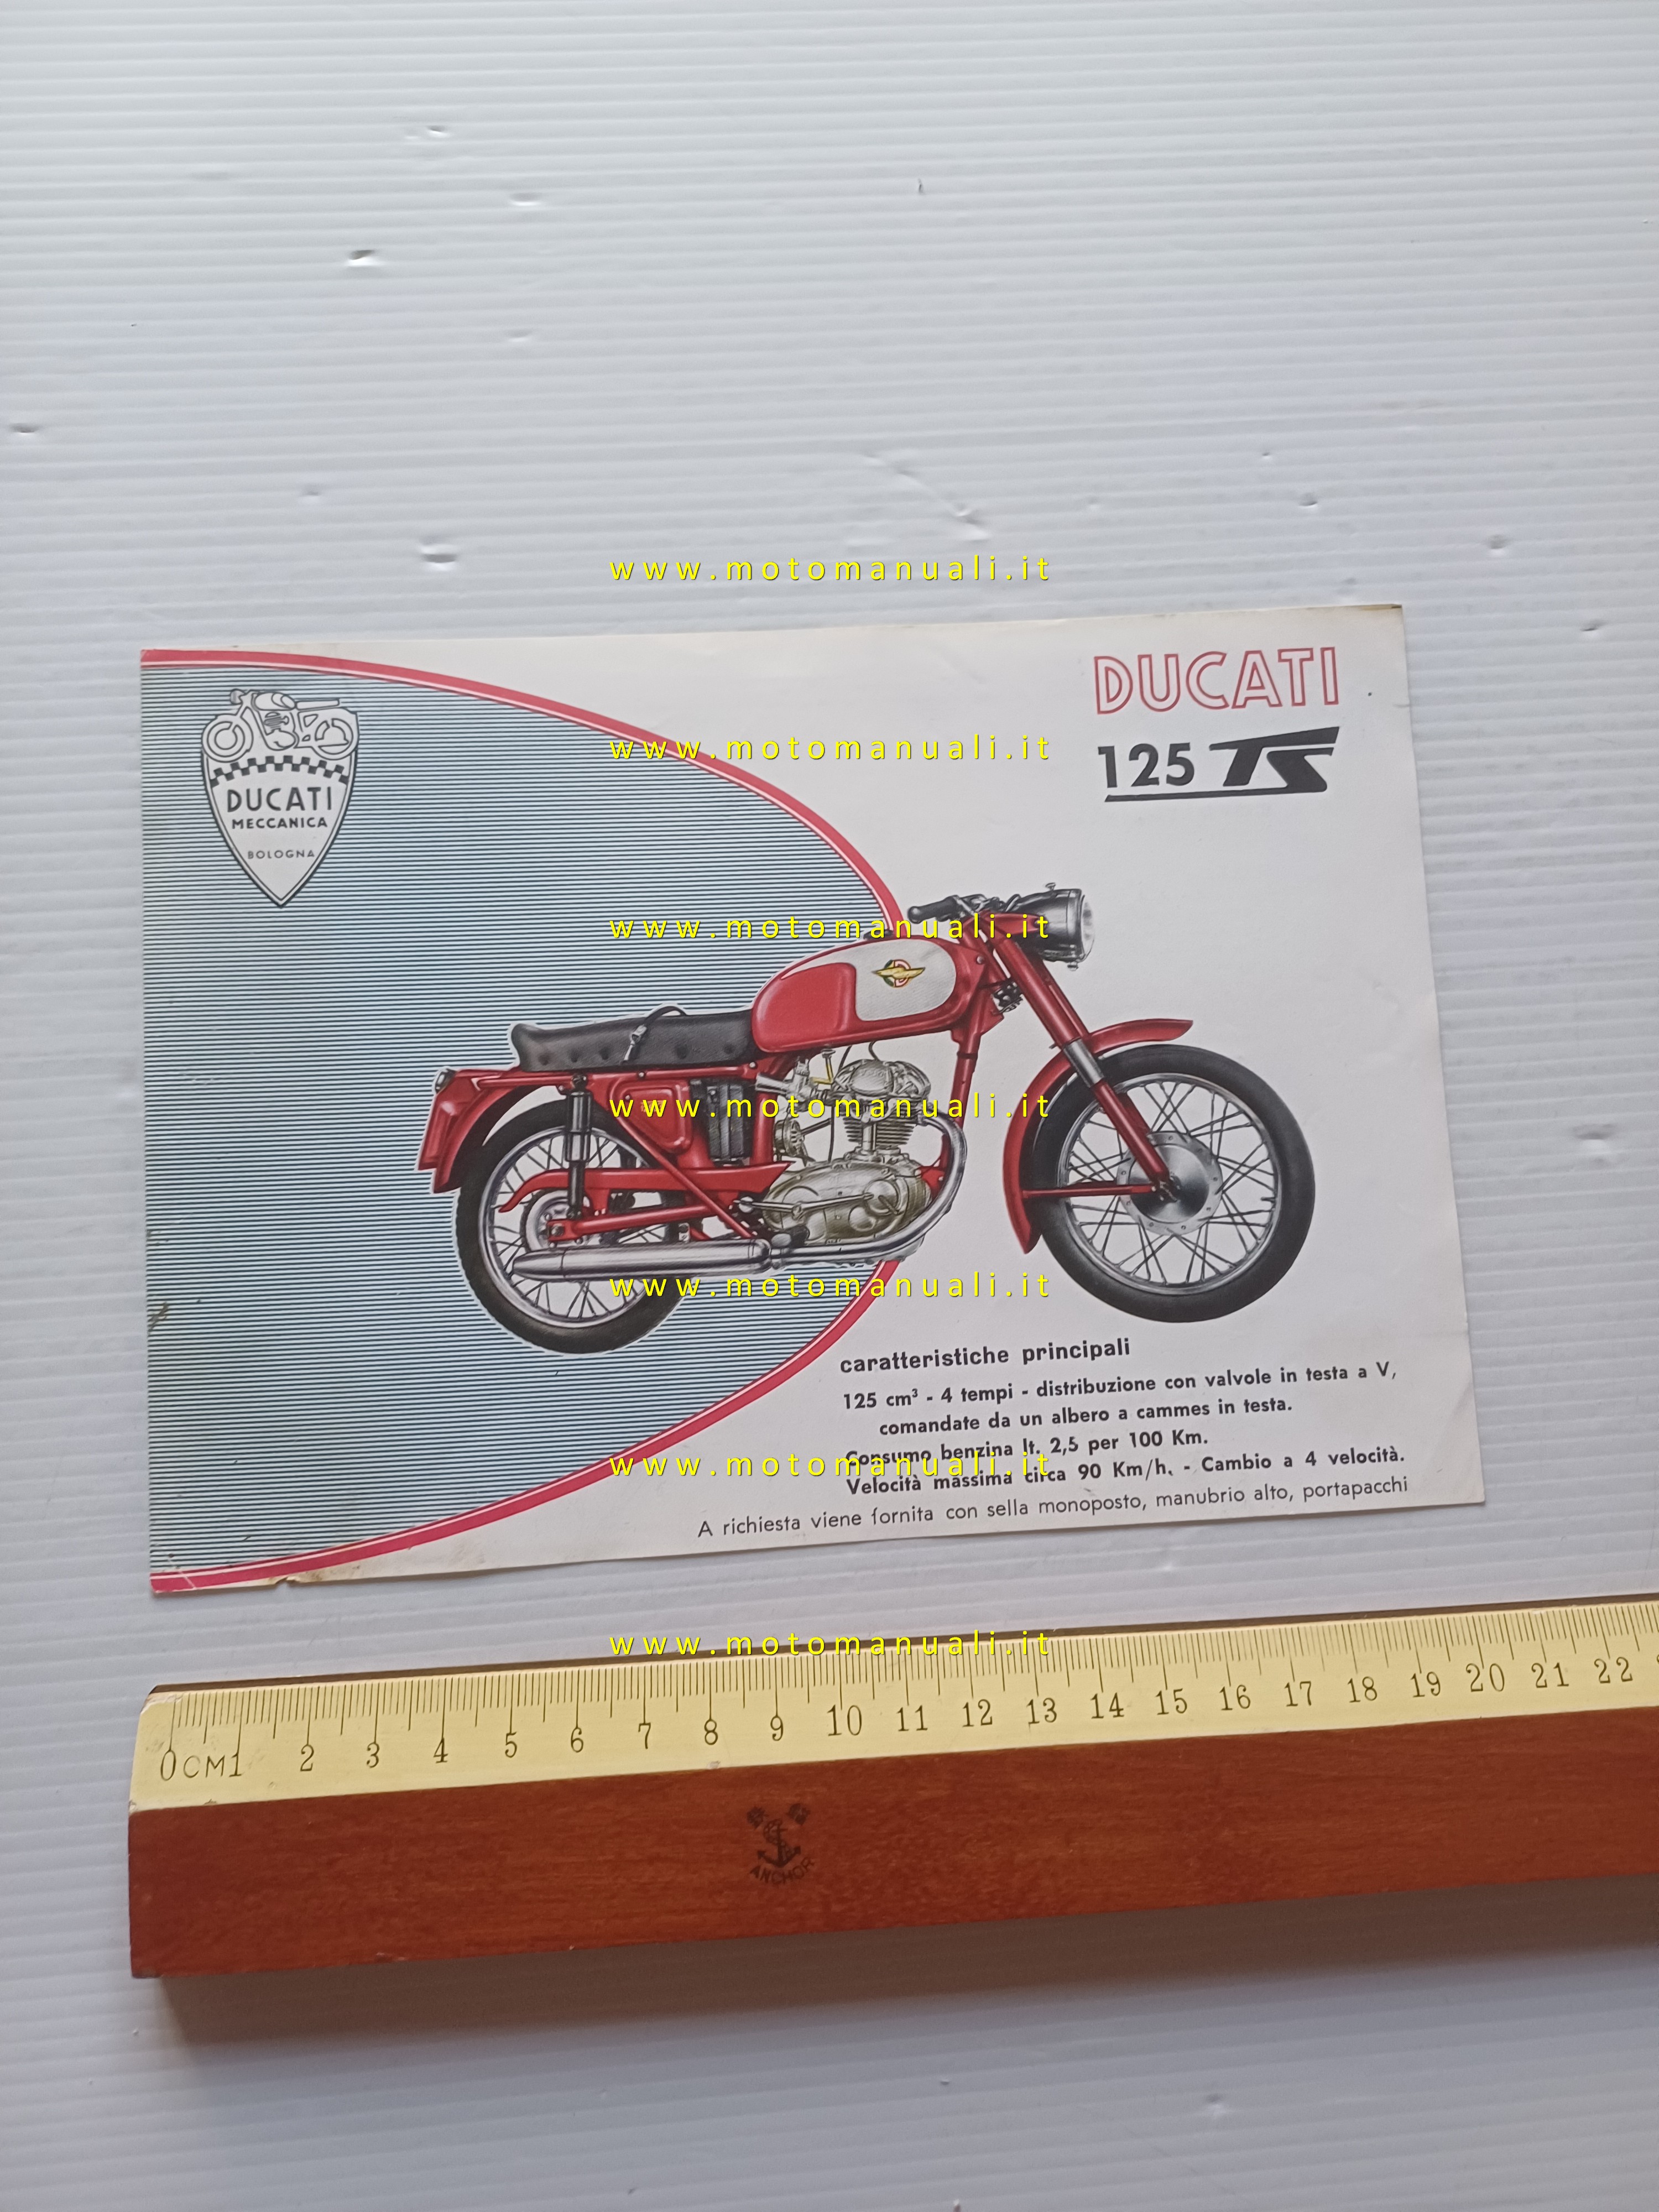 www.motomanuali.it
DUCATI
125 TS
DUCATI
MECCANICA
BOLOGNA
www.motomanuali.it
www.motomanuali.it
www.motomanuali.it
www.motomanuali.it
caratteristiche principali
125 cm³ - 4 tempi - distribuzione con valvole in testa a V,
comandate da un albero a cammes in testa.
Consumo benzina lt. 2,5 per 100 Km.
www.motomanuali.it
Velocità massima circa 90 Km/h. - Cambio a 4 velocità.
A richiesta viene fornita con sella monoposto, manubrio alto, portapacchi
www.motomanuali.it
0CM1 2 3 4 5 6 7 8 9 10 11 12 13 14 15 16 17 18 19 20 21 22
ANCHOR